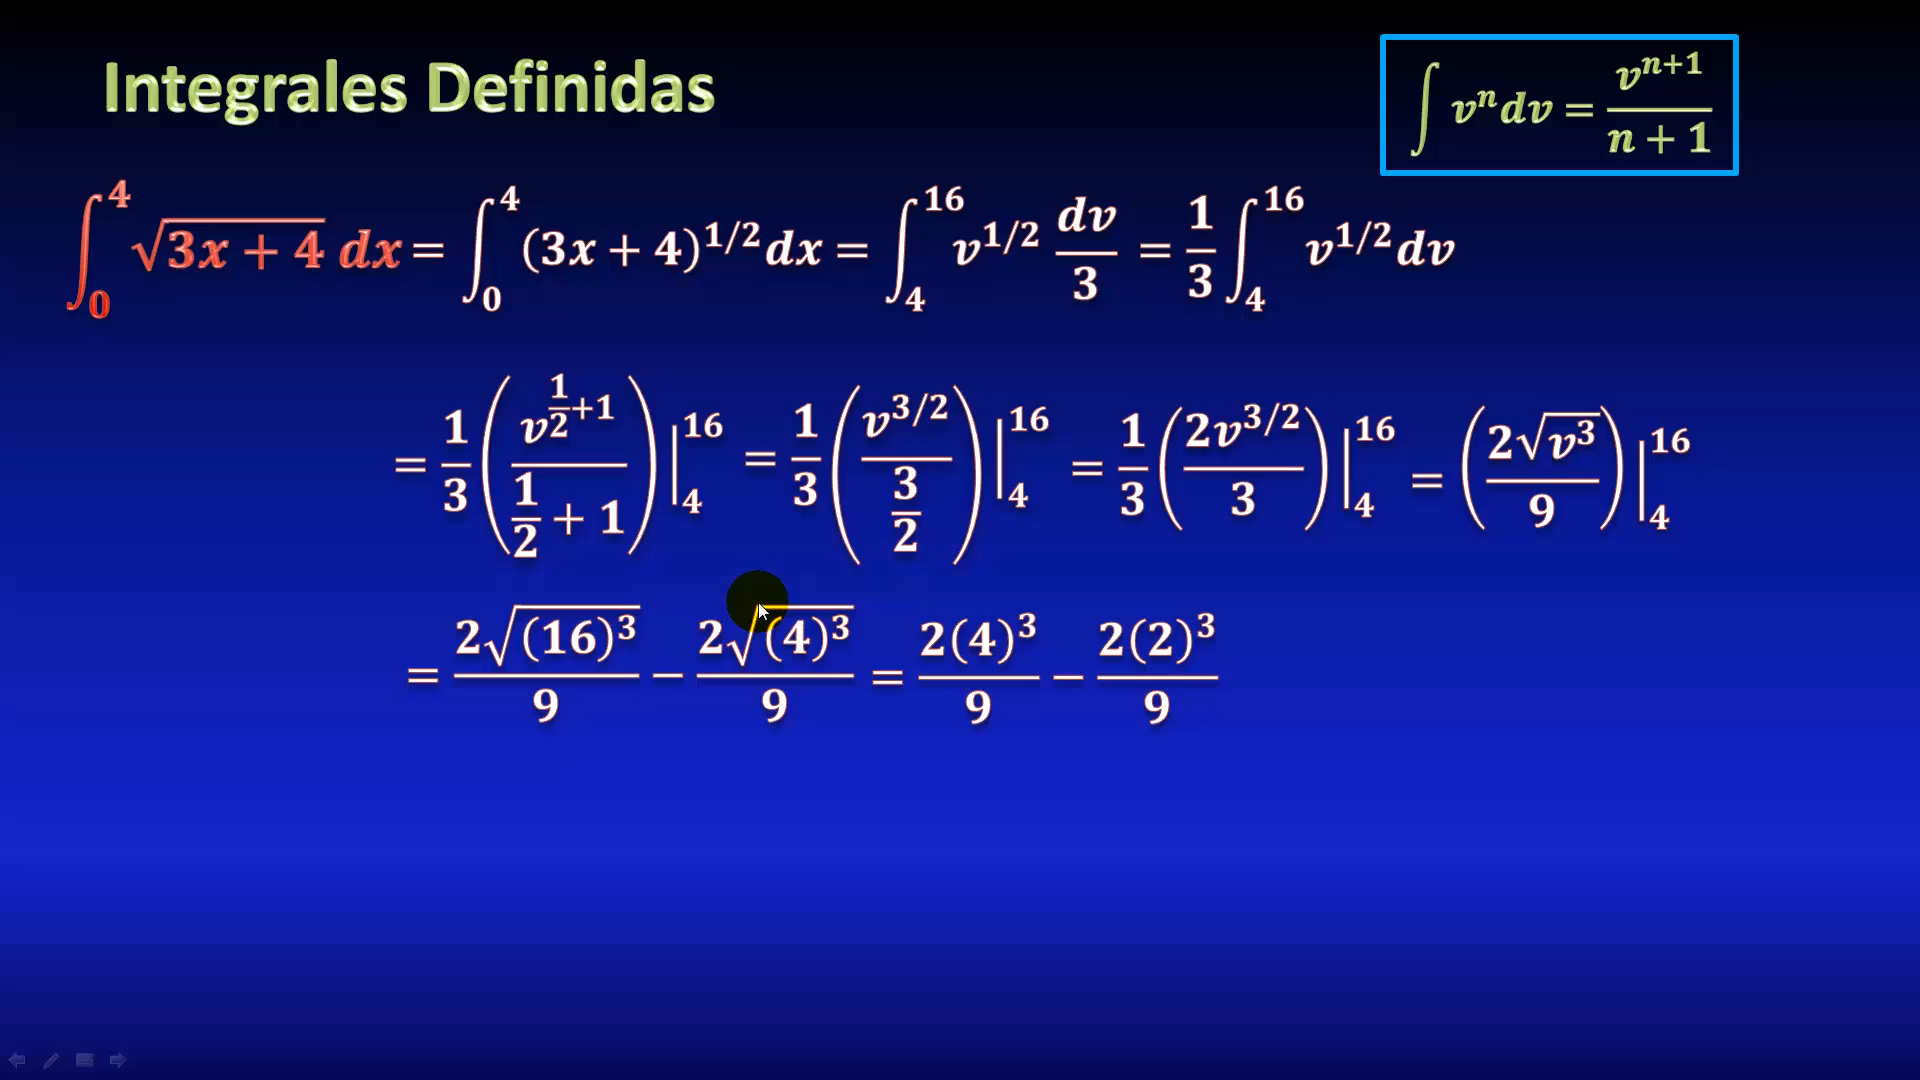 Integrales Definidas
∫ vⁿdv = vⁿ⁺¹/(n + 1)
∫₀⁴ √(3x + 4) dx = ∫₀⁴ (3x + 4)^(1/2) dx = ∫₄¹⁶ v^(1/2) dv/3 = 1/3 ∫₄¹⁶ v^(1/2) dv
= 1/3 (v^(1/2+1)/(1/2 + 1))|₄¹⁶ = 1/3 (v^(3/2)/(3/2))|₄¹⁶ = 1/3 (2v^(3/2)/3)|₄¹⁶ = (2√(v³)/9)|₄¹⁶
= 2√((16)³)/9 − 2√((4)³)/9 = 2(4)³/9 − 2(2)³/9